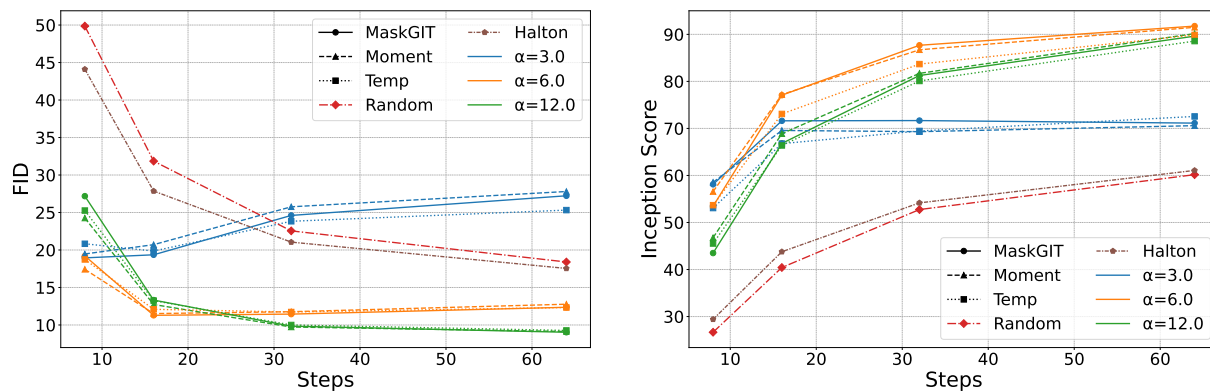 50
45
40
35
30
25
20
15
10
FID
10 20 30 40 50 60
Steps
MaskGIT
Moment
Temp
Random
Halton
α=3.0
α=6.0
α=12.0
90
80
70
60
50
40
30
Inception Score
10 20 30 40 50 60
Steps
MaskGIT
Moment
Temp
Random
Halton
α=3.0
α=6.0
α=12.0